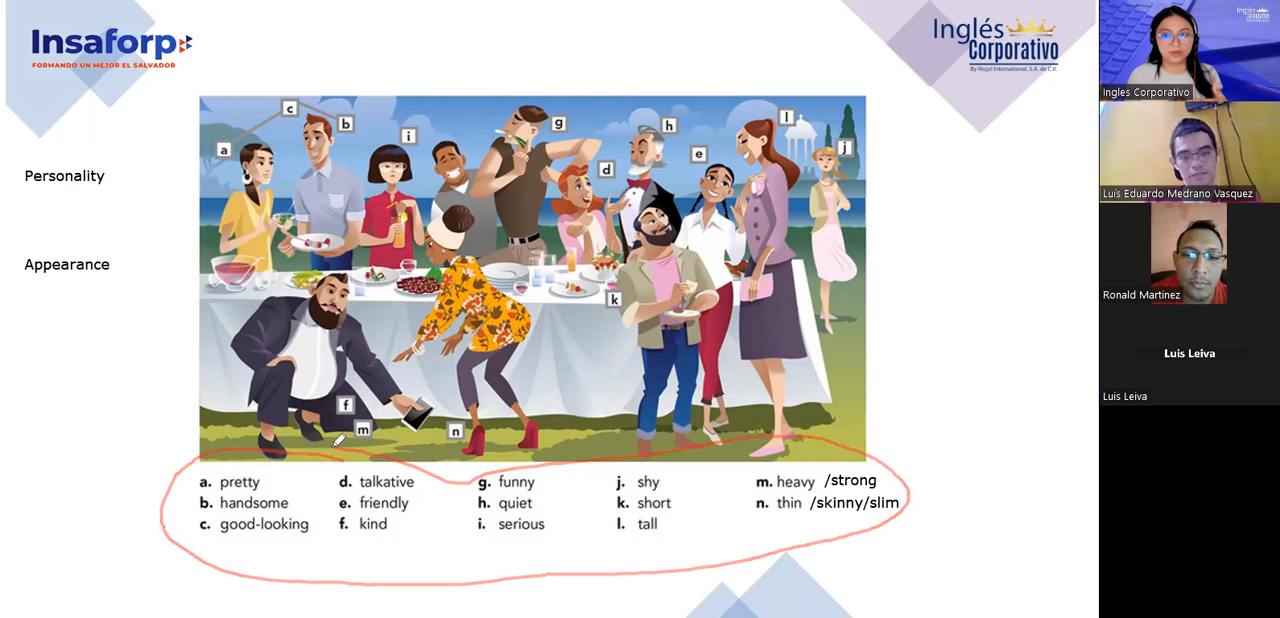 Insaforp
FORMANDO UN MEJOR EL SALVADOR
Inglés
Corporativo
By Regal International, S.A. de C.V.
Personality
Appearance
a
c
b
i
g
d
h
e
l
j
k
f
m
n
a. pretty
b. handsome
c. good-looking
d. talkative
e. friendly
f. kind
g. funny
h. quiet
i. serious
j. shy
k. short
l. tall
m. heavy /strong
n. thin /skinny/slim
Inglés
Ingles Corporativo
Luís Eduardo Medrano Vasquez
Ronald Martinez
Luis Leiva
Luis Leiva